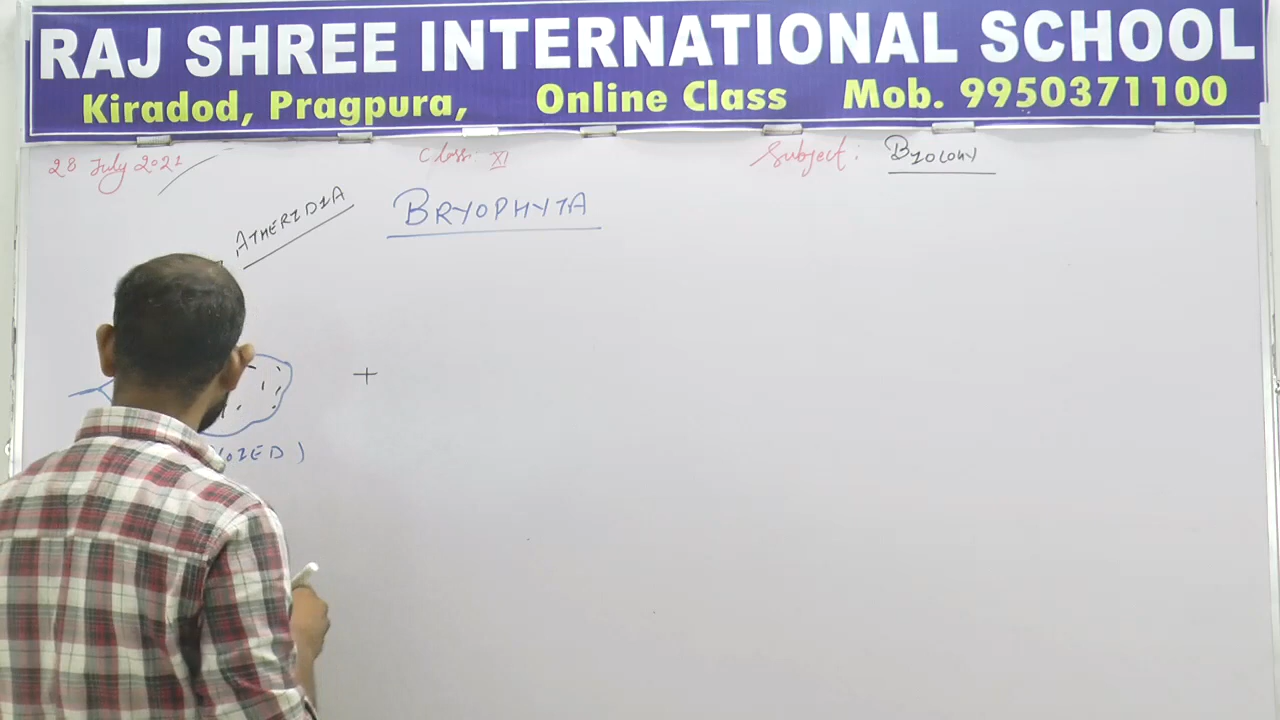 RAJ SHREE INTERNATIONAL SCHOOL
Kiradod, Pragpura, Online Class Mob. 9950371100
28 July 2021 Class: XI Subject: BIOLOGY
ATHERIDIA
BRYOPHYTA
+
OZED )